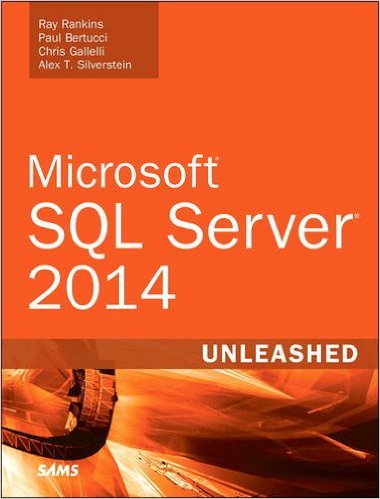 Ray Rankins
Paul Bertucci
Chris Gallelli
Alex T. Silverstein
Microsoft®
SQL Server®
2014
UNLEASHED
SAMS